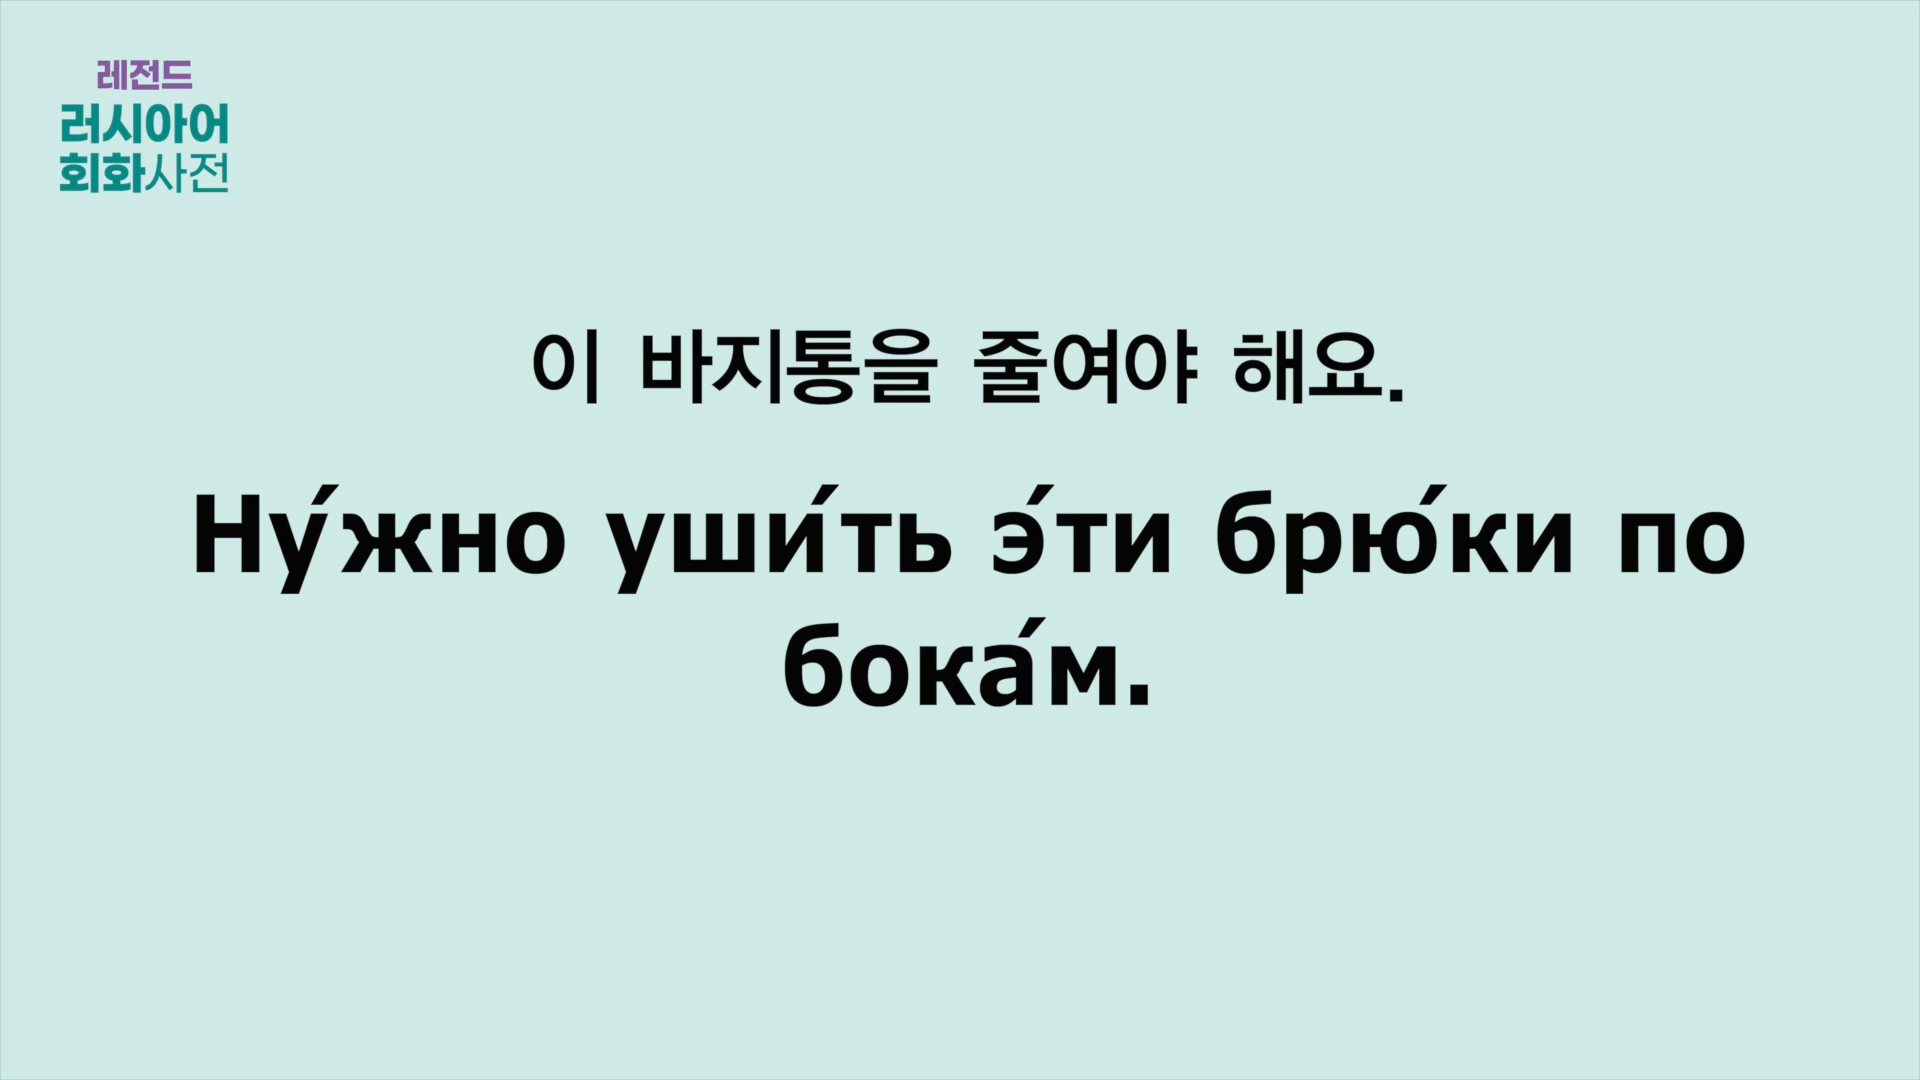 레전드
러시아어
회화사전
이 바지통을 줄여야 해요.
Ну́жно уши́ть э́ти брю́ки по
бока́м.